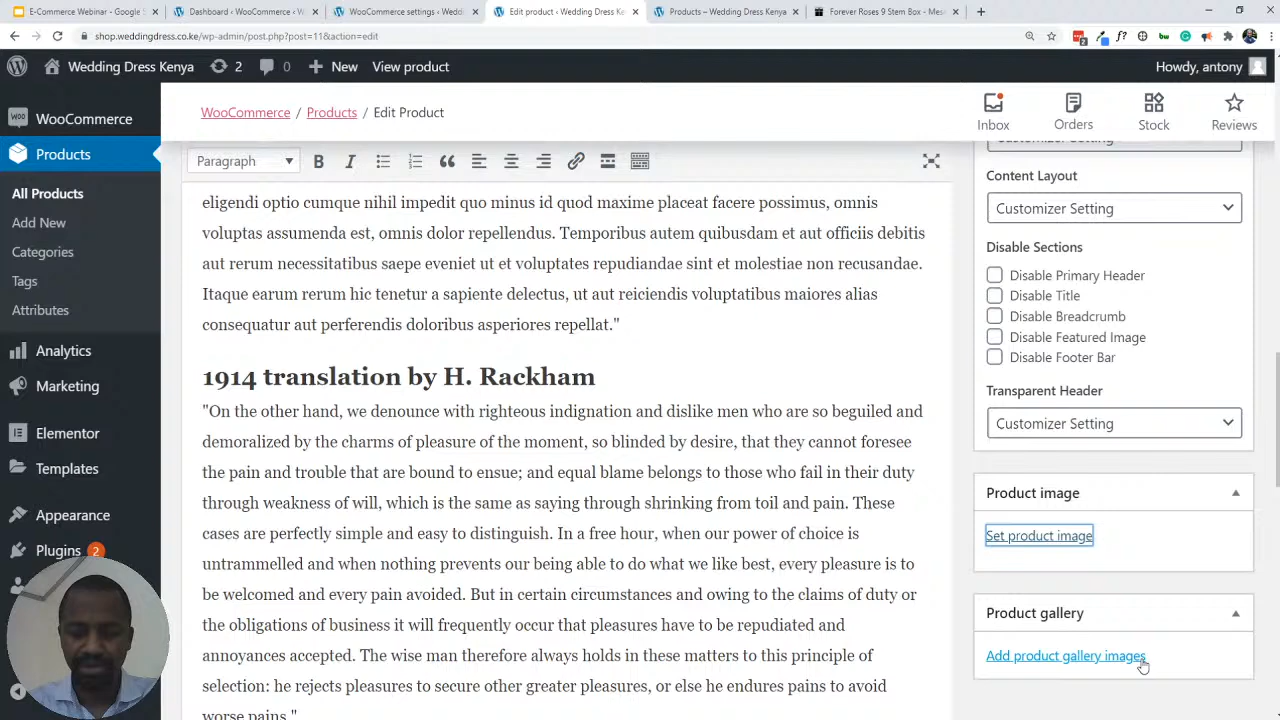 E-Commerce Webinar - Google S
Dashboard ‹ WooCommerce ‹ W
WooCommerce settings ‹ Weddin
Edit product ‹ Wedding Dress Ke
Products – Wedding Dress Kenya
Forever Roses 9 Stem Box - Mes
shop.weddingdress.co.ke/wp-admin/post.php?post=11&action=edit
Wedding Dress Kenya
2
0
New
View product
Howdy, antony
WooCommerce
Products
All Products
Add New
Categories
Tags
Attributes
Analytics
Marketing
Elementor
Templates
Appearance
Plugins 2
WooCommerce / Products / Edit Product
Inbox
Orders
Stock
Reviews
Paragraph
eligendi optio cumque nihil impedit quo minus id quod maxime placeat facere possimus, omnis
voluptas assumenda est, omnis dolor repellendus. Temporibus autem quibusdam et aut officiis debitis
aut rerum necessitatibus saepe eveniet ut et voluptates repudiandae sint et molestiae non recusandae.
Itaque earum rerum hic tenetur a sapiente delectus, ut aut reiciendis voluptatibus maiores alias
consequatur aut perferendis doloribus asperiores repellat."
1914 translation by H. Rackham
"On the other hand, we denounce with righteous indignation and dislike men who are so beguiled and
demoralized by the charms of pleasure of the moment, so blinded by desire, that they cannot foresee
the pain and trouble that are bound to ensue; and equal blame belongs to those who fail in their duty
through weakness of will, which is the same as saying through shrinking from toil and pain. These
cases are perfectly simple and easy to distinguish. In a free hour, when our power of choice is
untrammelled and when nothing prevents our being able to do what we like best, every pleasure is to
be welcomed and every pain avoided. But in certain circumstances and owing to the claims of duty or
the obligations of business it will frequently occur that pleasures have to be repudiated and
annoyances accepted. The wise man therefore always holds in these matters to this principle of
selection: he rejects pleasures to secure other greater pleasures, or else he endures pains to avoid
worse pains."
Customizer Setting
Content Layout
Customizer Setting
Disable Sections
Disable Primary Header
Disable Title
Disable Breadcrumb
Disable Featured Image
Disable Footer Bar
Transparent Header
Customizer Setting
Product image
Set product image
Product gallery
Add product gallery images